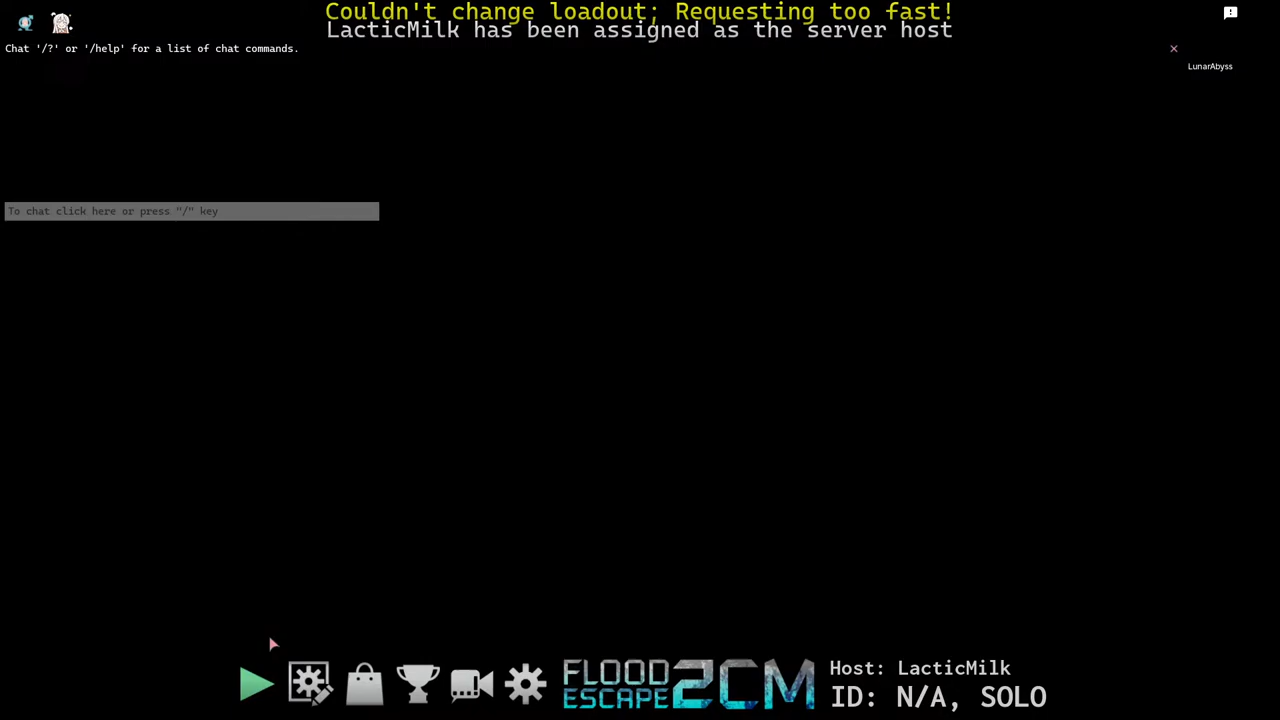 Couldn't change loadout; Requesting too fast!
LacticMilk has been assigned as the server host
Chat '/?' or '/help' for a list of chat commands.
LunarAbyss
To chat click here or press "/" key
FLOOD ESCAPE 2CM
Host: LacticMilk
ID: N/A, SOLO